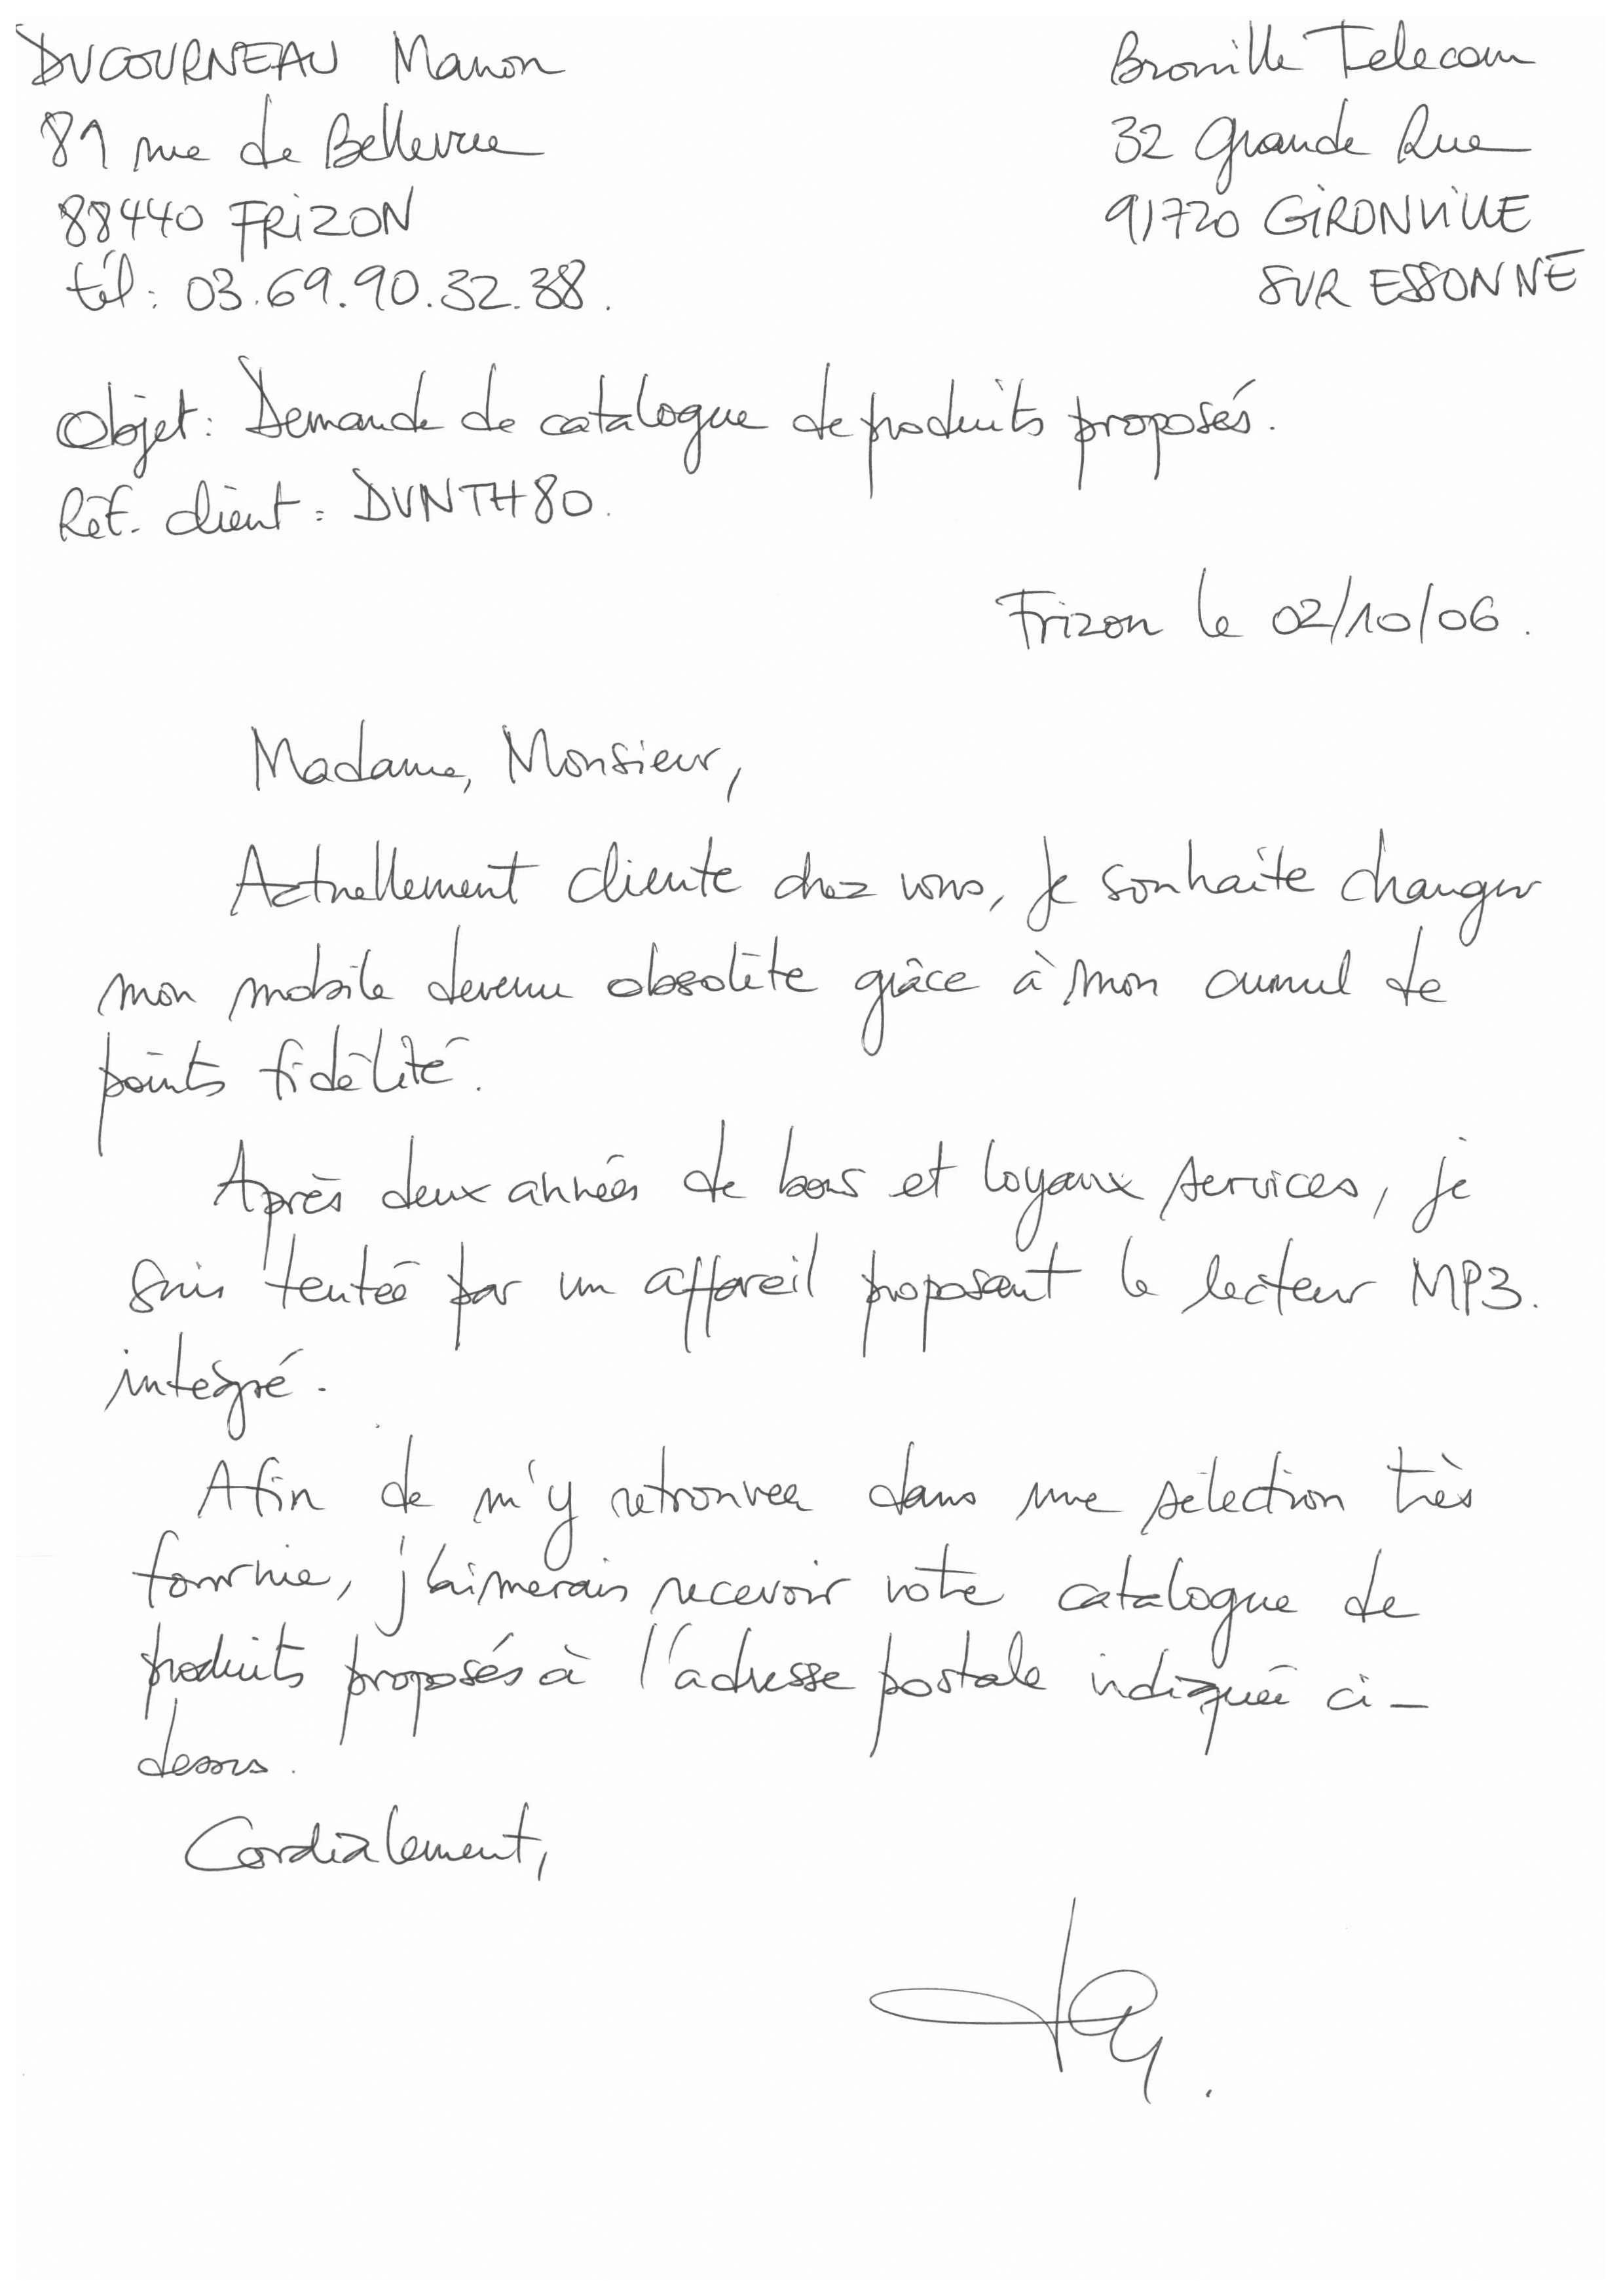 DUCOURNEAU Manon
81 rue de Bellevue
88440 FRIZON
tél: 03.69.90.32.38.
Bronville Telecom
32 Grande Rue
91720 GIRONVILLE
SUR ESSONNE
Objet: Demande de catalogue de produits proposés.
Réf. client: DVNTH80.
Frizon le 02/10/06.
Madame, Monsieur,
Actuellement cliente chez vous, je souhaite changer
mon mobile devenu obsolète grâce à mon cumul de
points fidélité.
Après deux années de bons et loyaux services, je
suis tentée par un appareil proposant le lecteur MP3.
intégré.
Afin de m'y retrouver dans une sélection très
fournie, j'aimerais recevoir votre catalogue de
produits proposés à l'adresse postale indiquée ci-
dessus.
Cordialement,